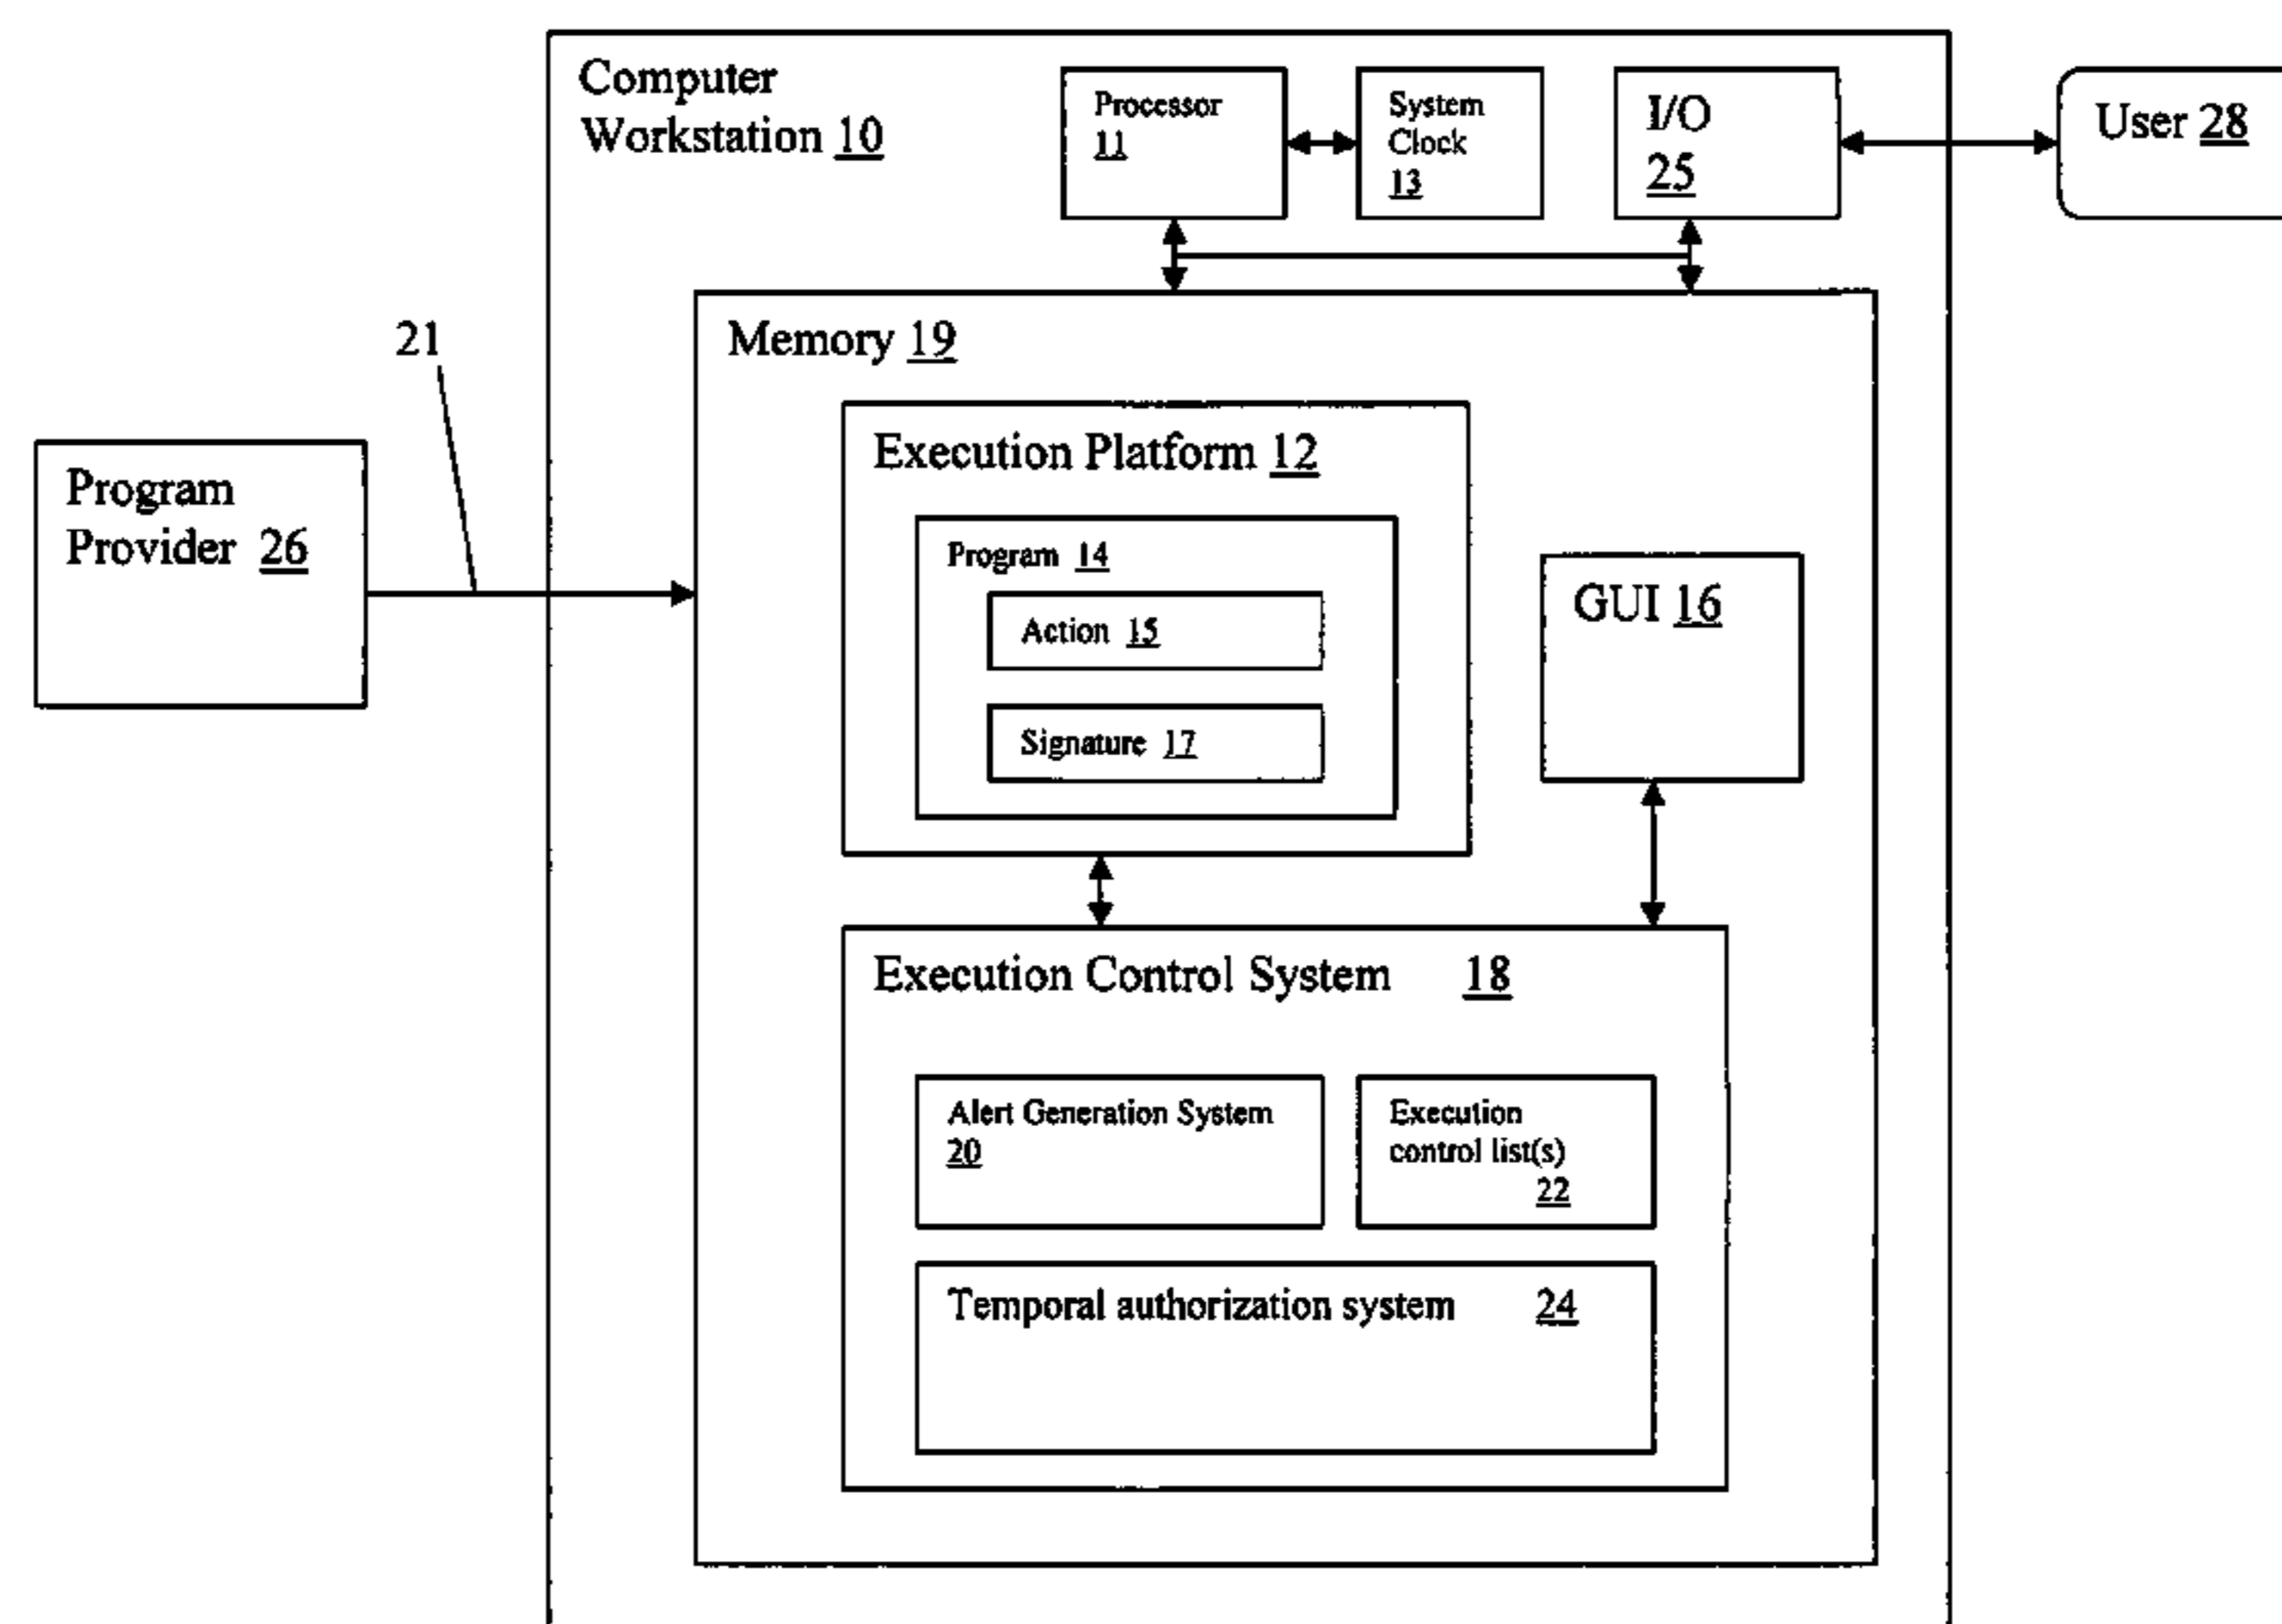 Computer
Workstation 10
Processor
11
System
Clock
13
I/O
25
User 28
21
Memory 19
Program
Provider 26
Execution Platform 12
Program 14
Action 15
Signature 17
GUI 16
Execution Control System 18
Alert Generation System
20
Execution
control list(s)
22
Temporal authorization system 24